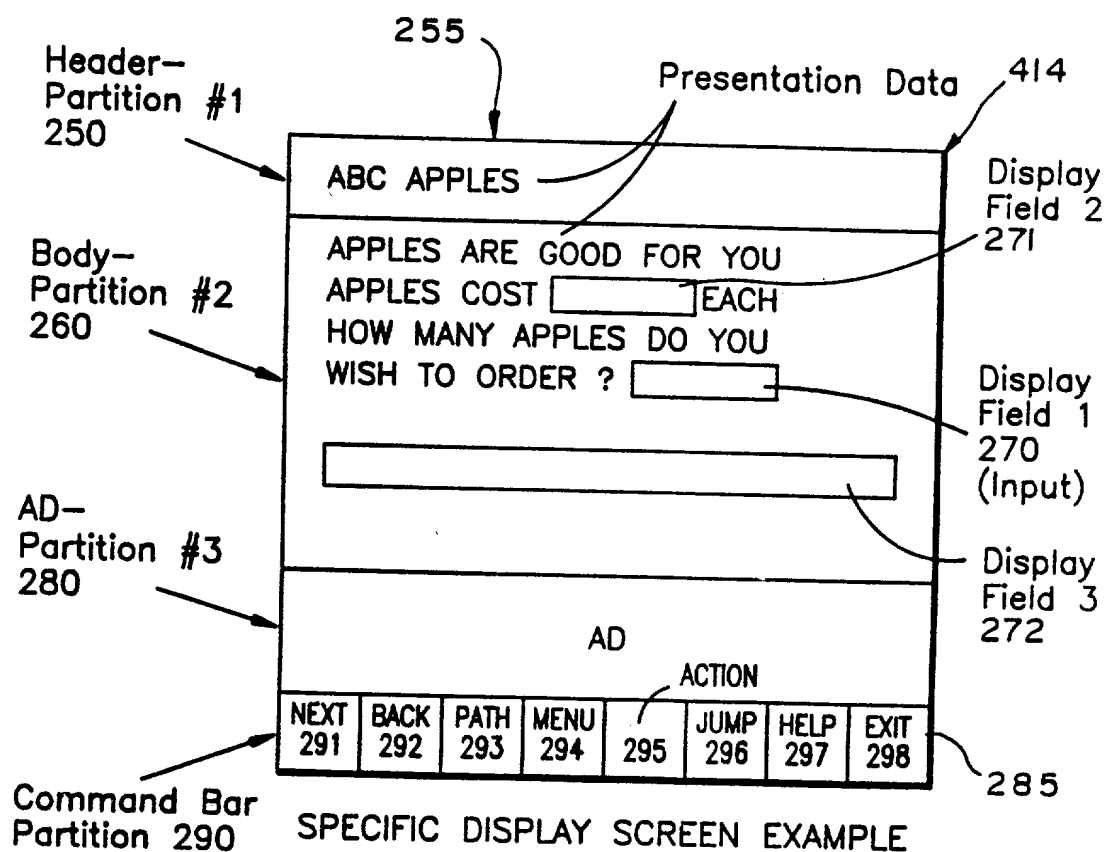 255
Header–
Partition #1
250
Presentation Data
414
ABC APPLES
Display
Field 2
271
Body–
Partition #2
260
APPLES ARE GOOD FOR YOU
APPLES COST EACH
HOW MANY APPLES DO YOU
WISH TO ORDER ?
Display
Field 1
270
(Input)
AD–
Partition #3
280
Display
Field 3
272
AD
ACTION
NEXT
291
BACK
292
PATH
293
MENU
294
295
JUMP
296
HELP
297
EXIT
298
285
Command Bar
Partition 290
SPECIFIC DISPLAY SCREEN EXAMPLE